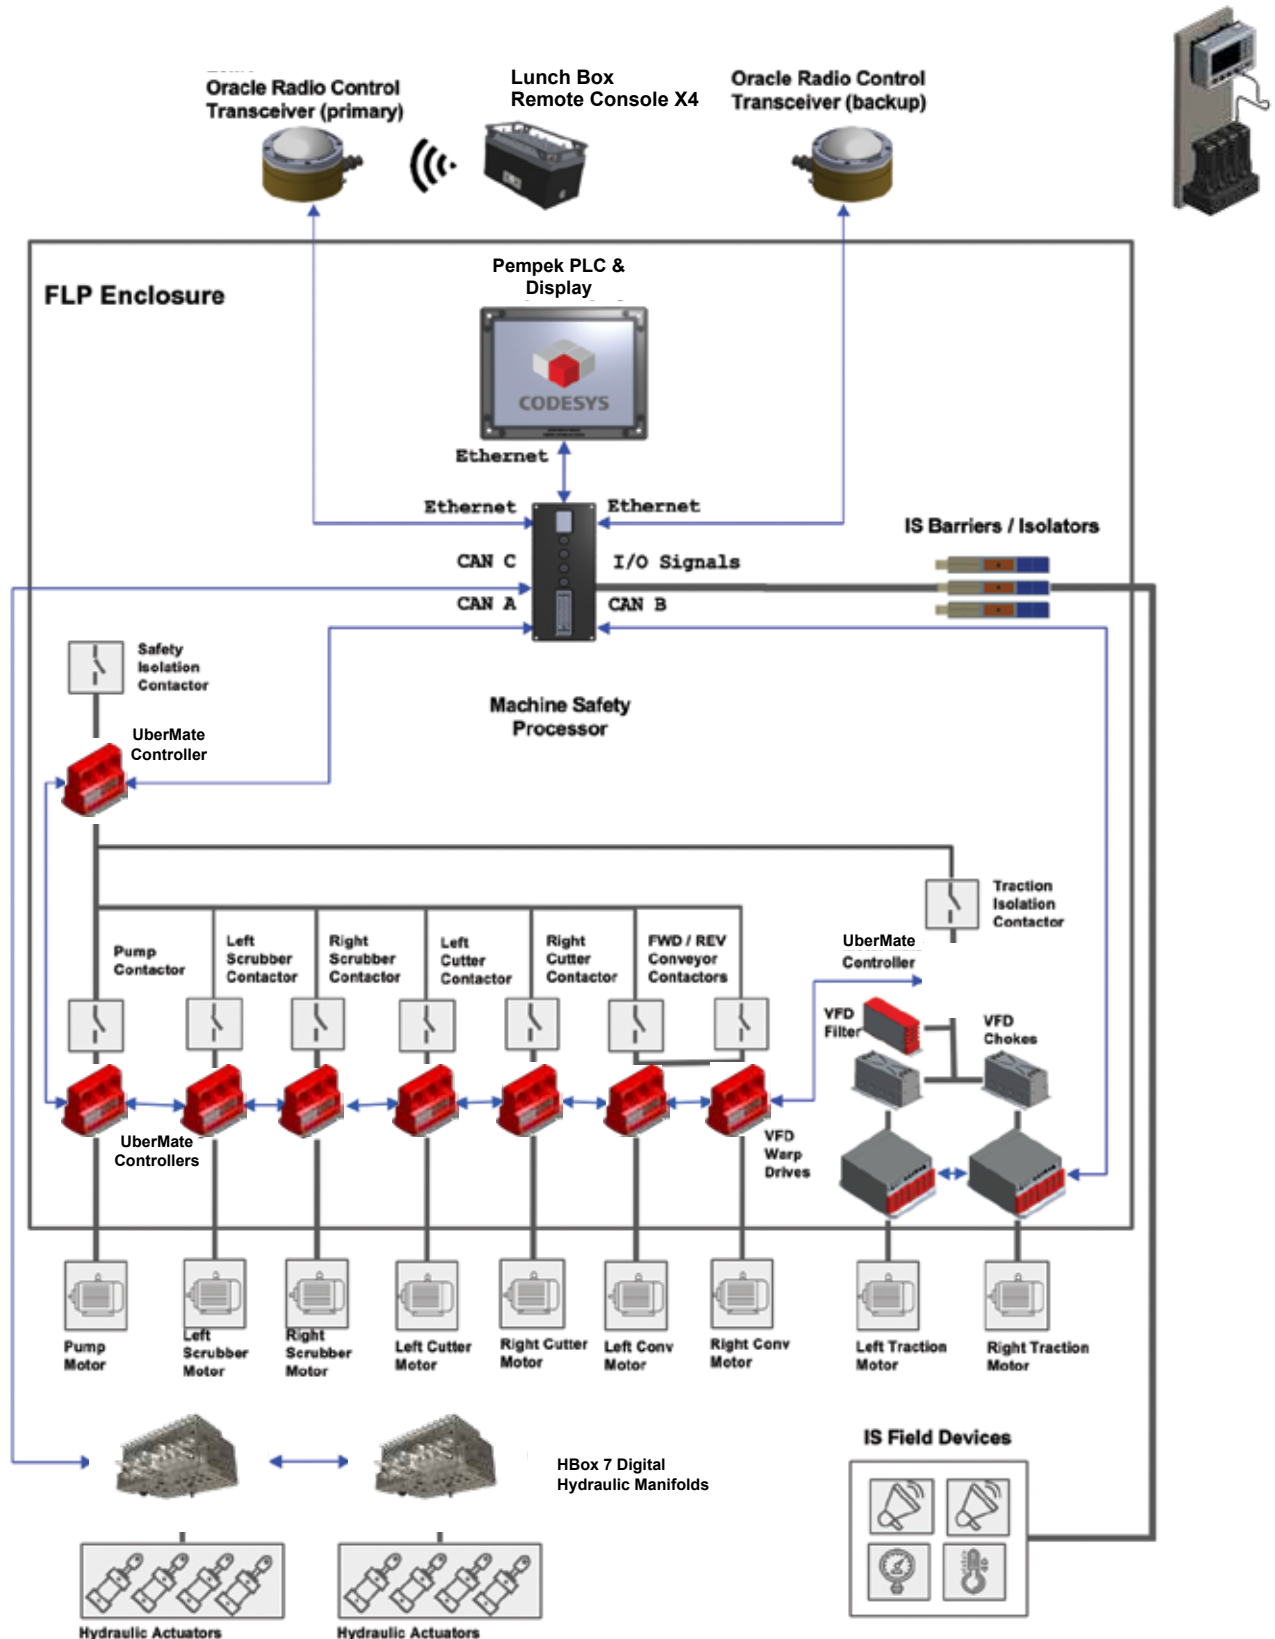 Oracle Radio Control
Transceiver (primary)
Lunch Box
Remote Console X4
Oracle Radio Control
Transceiver (backup)
FLP Enclosure
Pempek PLC &
Display
CODESYS
Ethernet
Ethernet
Ethernet
IS Barriers / Isolators
CAN C
I/O Signals
CAN A
CAN B
Safety
Isolation
Contactor
Machine Safety
Processor
UberMate
Controller
Traction
Isolation
Contactor
Pump
Contactor
Left
Scrubber
Contactor
Right
Scrubber
Contactor
Left
Cutter
Contactor
Right
Cutter
Contactor
FWD / REV
Conveyor
Contactors
UberMate
Controller
VFD
Filter
VFD
Chokes
UberMate
Controllers
VFD
Warp
Drives
Pump
Motor
Left
Scrubber
Motor
Right
Scrubber
Motor
Left Cutter
Motor
Right Cutter
Motor
Left Conv
Motor
Right Conv
Motor
Left Traction
Motor
Right Traction
Motor
HBox 7 Digital
Hydraulic Manifolds
IS Field Devices
Hydraulic Actuators
Hydraulic Actuators